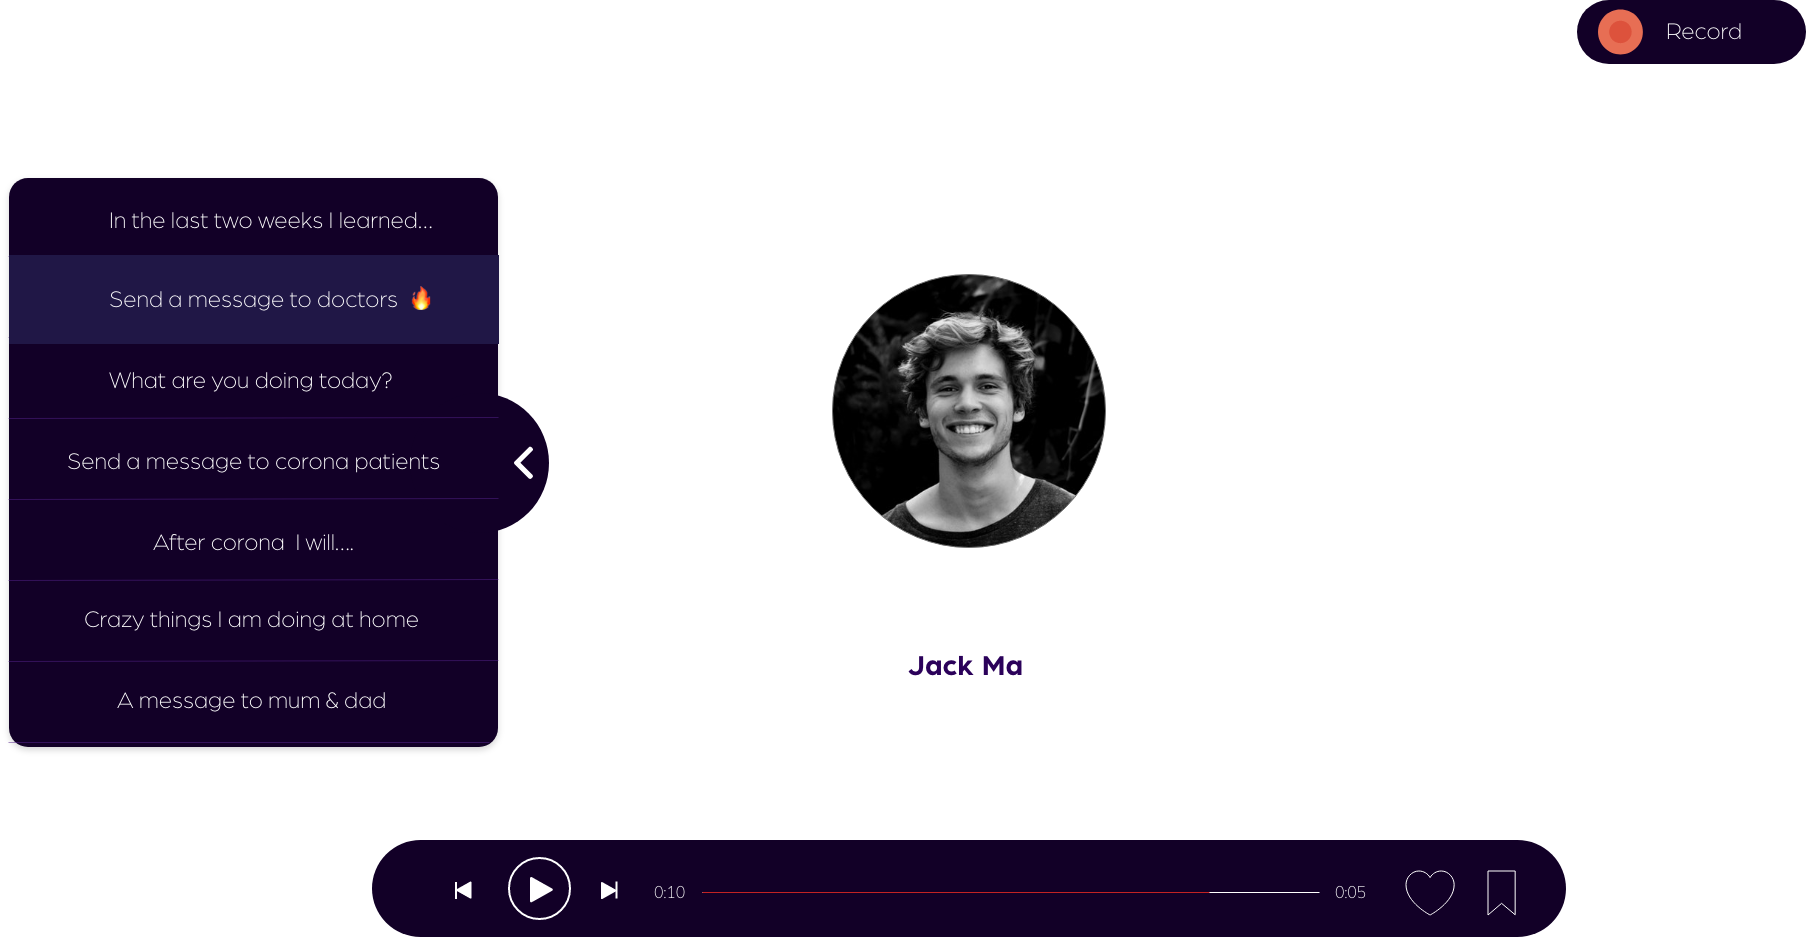 Record
In the last two weeks I learned...
Send a message to doctors 🔥
What are you doing today?
Send a message to corona patients
After corona I will....
Crazy things I am doing at home
A message to mum & dad
Jack Ma
0:10
0:05